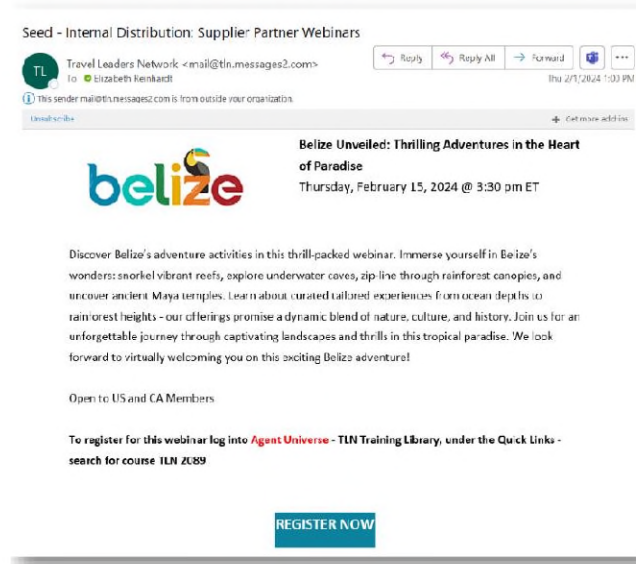 Seed - Internal Distribution: Supplier Partner Webinars
TL
Travel Leaders Network <mail@tln.messages2.com>
To Elizabeth Reinhardt
Reply
Reply All
Forward
Thu 2/1/2024 1:03 PM
This sender mail@tln.messages2.com is from outside your organization.
Unsubscribe
+ Get more add-ins
belize
Belize Unveiled: Thrilling Adventures in the Heart
of Paradise
Thursday, February 15, 2024 @ 3:30 pm ET
Discover Belize's adventure activities in this thrill-packed webinar. Immerse yourself in Belize's
wonders: snorkel vibrant reefs, explore underwater caves, zip-line through rainforest canopies, and
uncover ancient Maya temples. Learn about curated tailored experiences from ocean depths to
rainforest heights - our offerings promise a dynamic blend of nature, culture, and history. Join us for an
unforgettable journey through captivating landscapes and thrills in this tropical paradise. We look
forward to virtually welcoming you on this exciting Belize adventure!
Open to US and CA Members
To register for this webinar log into Agent Universe - TLN Training Library, under the Quick Links -
search for course TLN 2089
REGISTER NOW